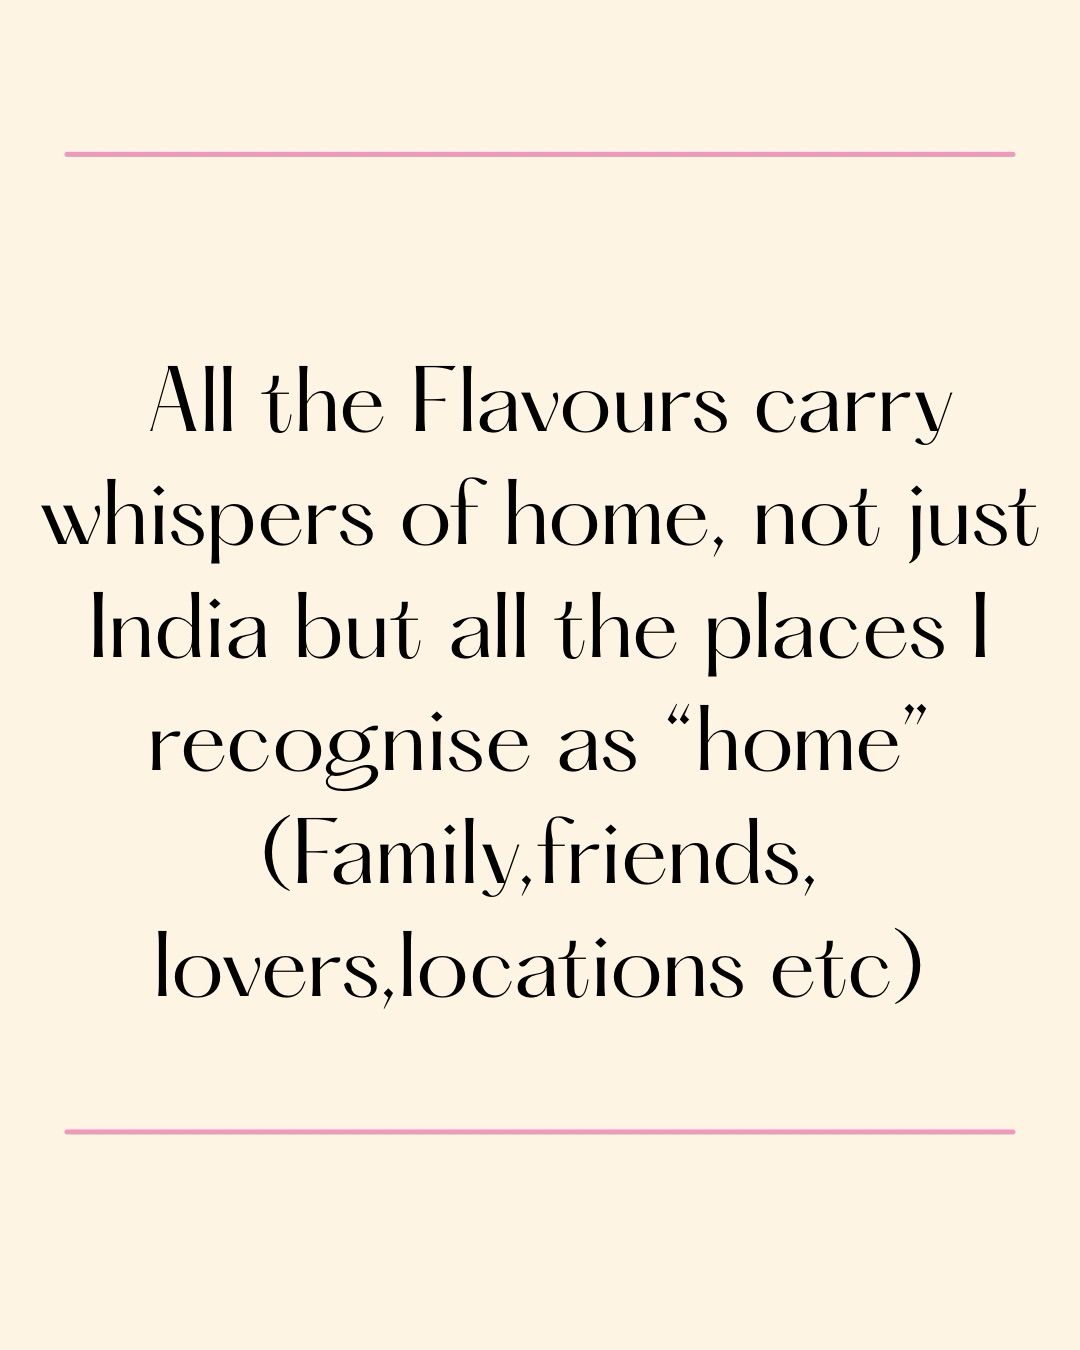 All the Flavours carry
whispers of home, not just
India but all the places I
recognise as “home”
(Family,friends,
lovers,locations etc)